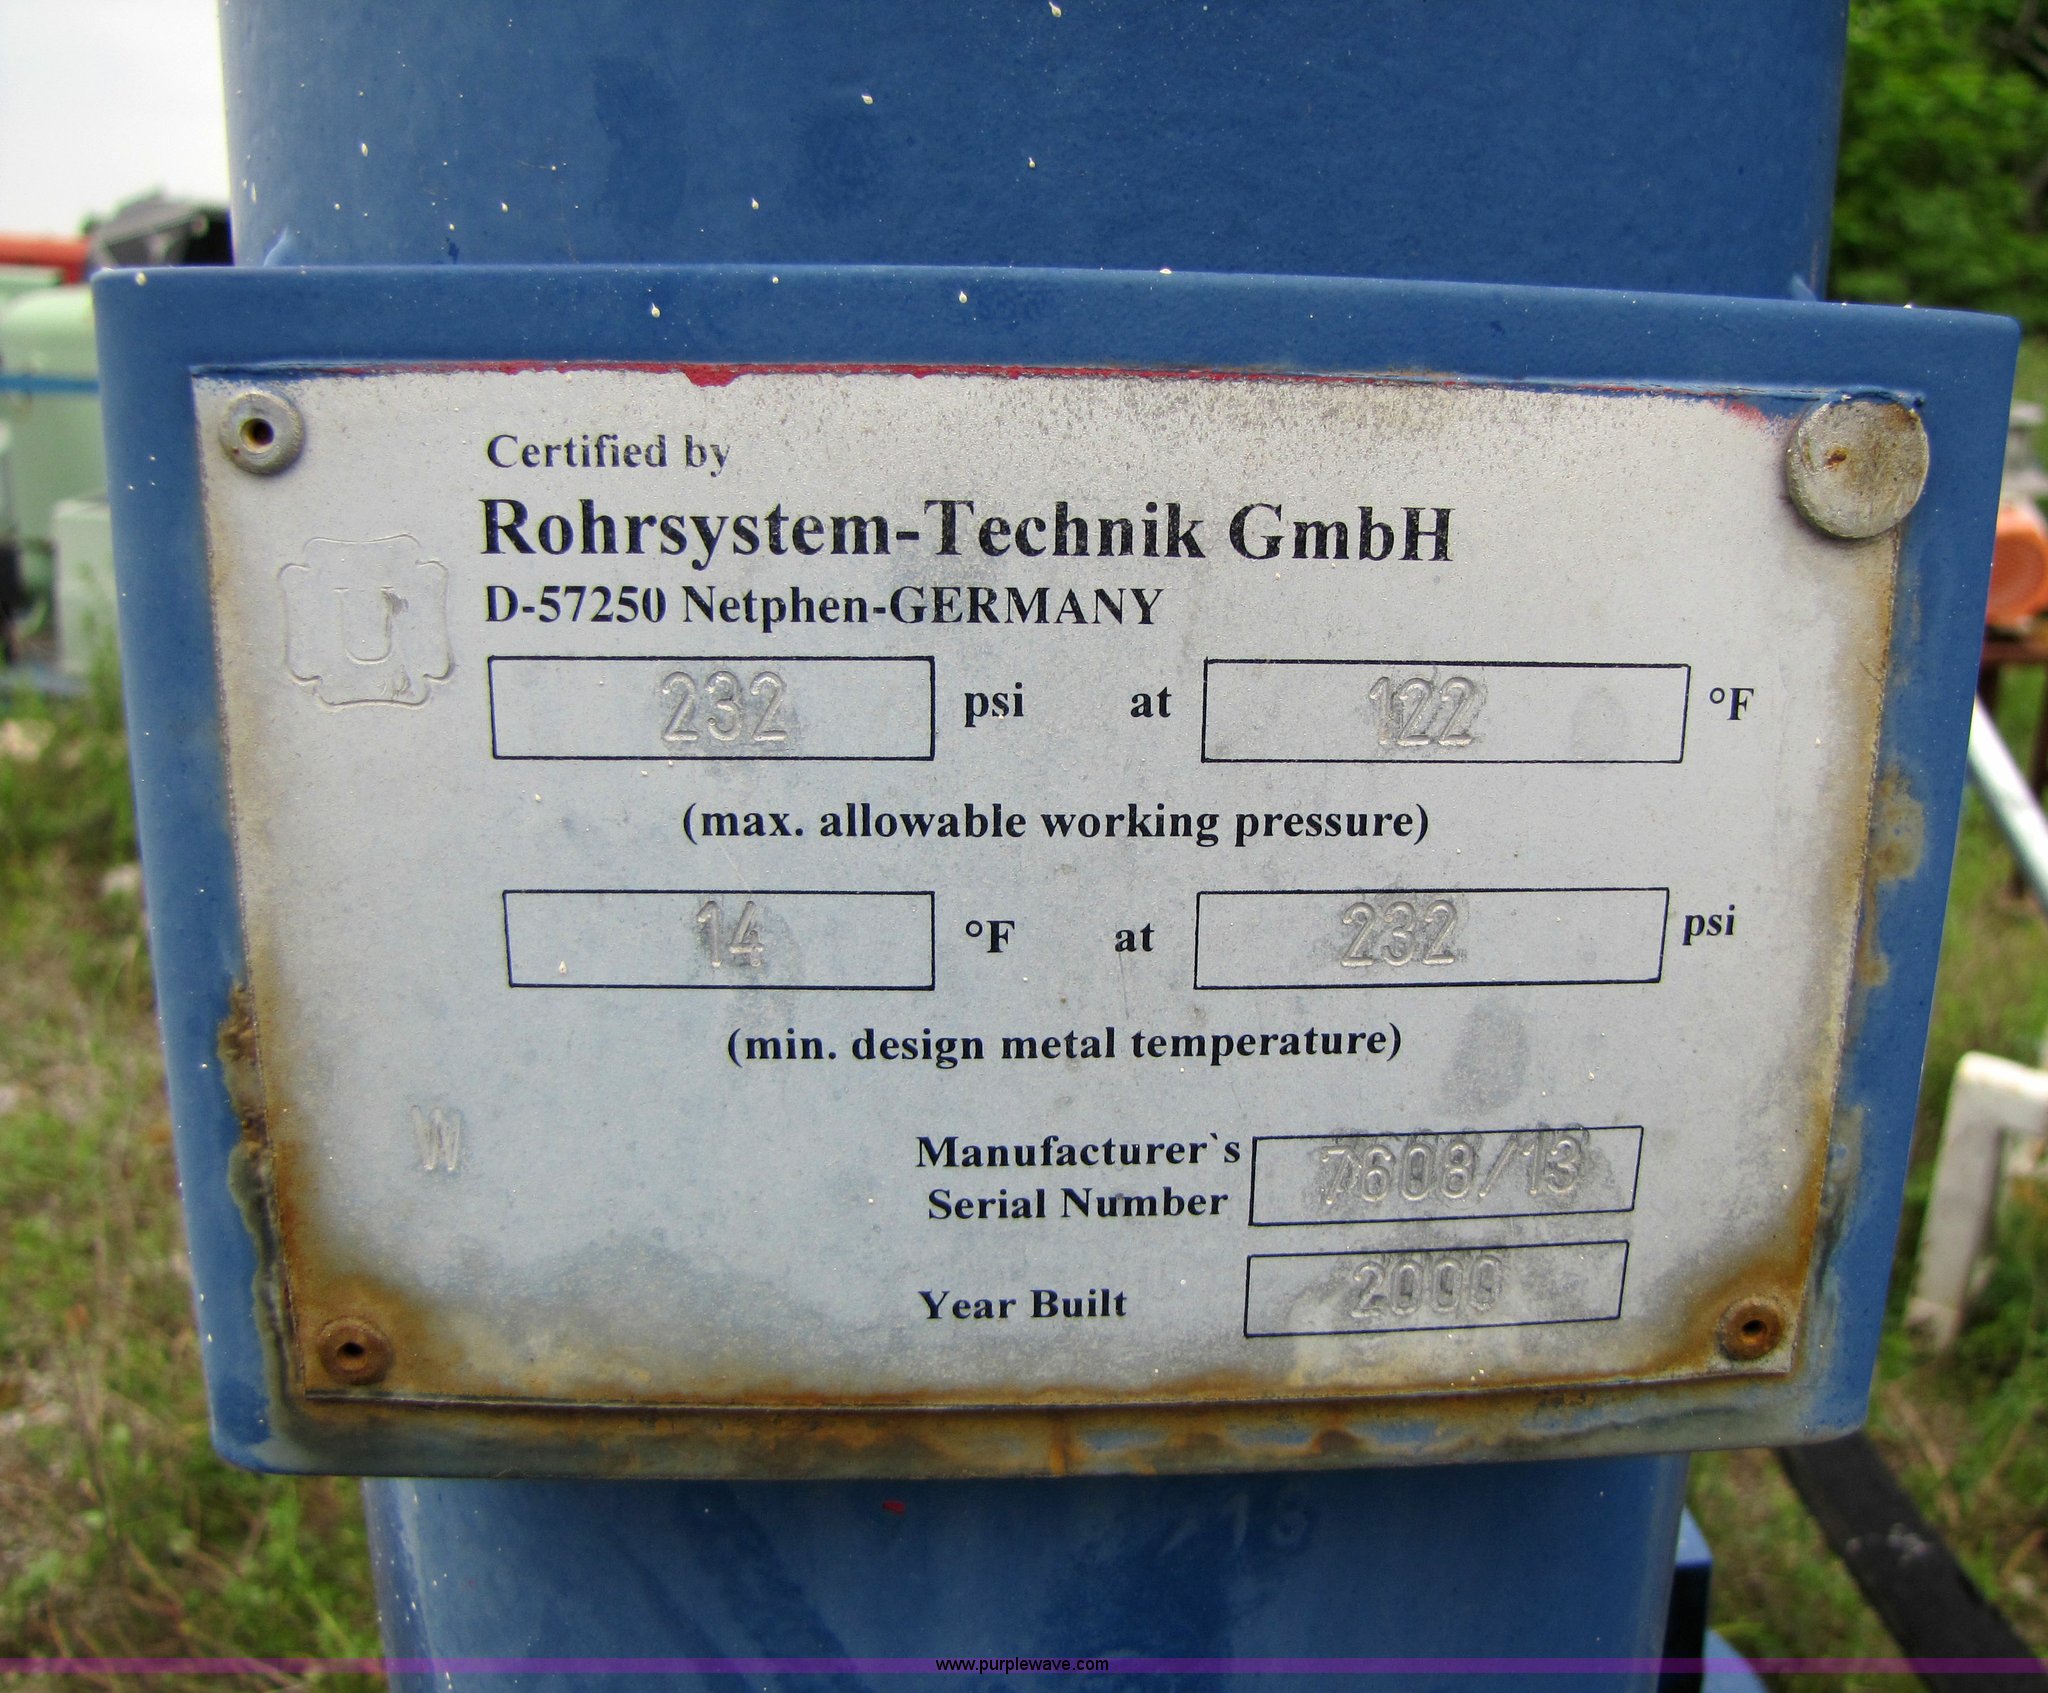 Certified by
Rohrsystem-Technik GmbH
D-57250 Netphen-GERMANY
U
232 psi at 122 °F
(max. allowable working pressure)
14 °F at 232 psi
(min. design metal temperature)
W
Manufacturer`s
Serial Number 7608/13
Year Built 2000
www.purplewave.com